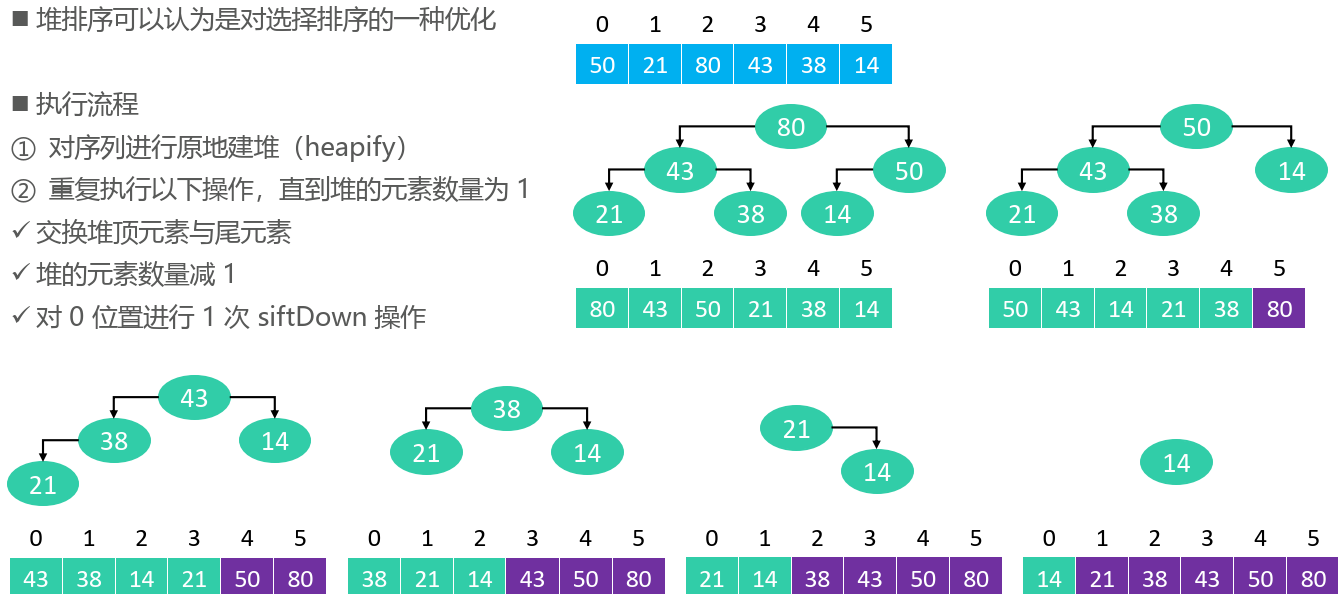 ■ 堆排序可以认为是对选择排序的一种优化
■ 执行流程
① 对序列进行原地建堆（heapify）
② 重复执行以下操作，直到堆的元素数量为 1
✓ 交换堆顶元素与尾元素
✓ 堆的元素数量减 1
✓ 对 0 位置进行 1 次 siftDown 操作
0 1 2 3 4 5
50 21 80 43 38 14
80
43 50
21 38 14
0 1 2 3 4 5
80 43 50 21 38 14
50
43 14
21 38
0 1 2 3 4 5
50 43 14 21 38 80
43
38 14
21
0 1 2 3 4 5
43 38 14 21 50 80
38
21 14
0 1 2 3 4 5
38 21 14 43 50 80
21
14
0 1 2 3 4 5
21 14 38 43 50 80
14
0 1 2 3 4 5
14 21 38 43 50 80